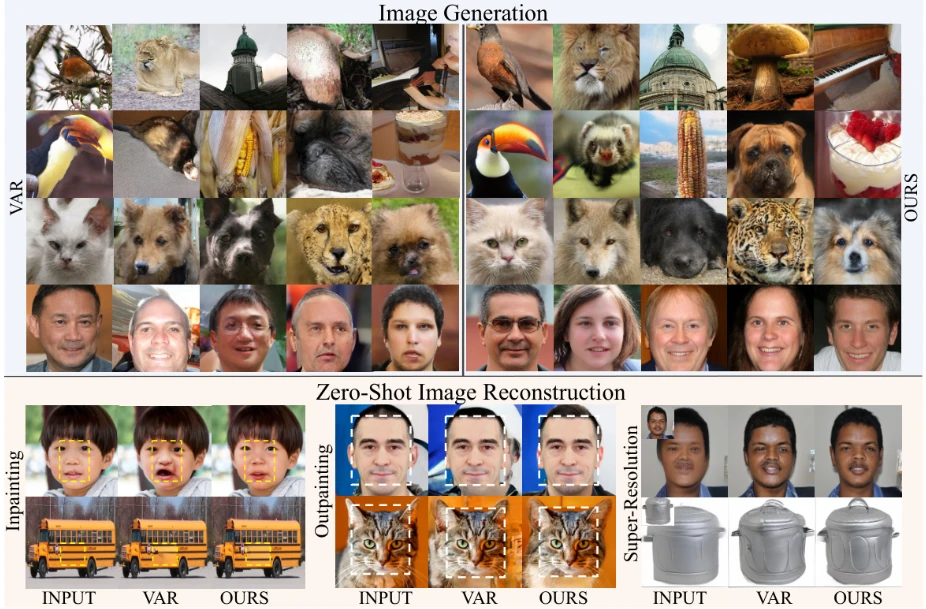 Image Generation
VAR
OURS
Zero-Shot Image Reconstruction
Inpainting
Outpainting
Super-Resolution
INPUT VAR OURS
INPUT VAR OURS
INPUT VAR OURS